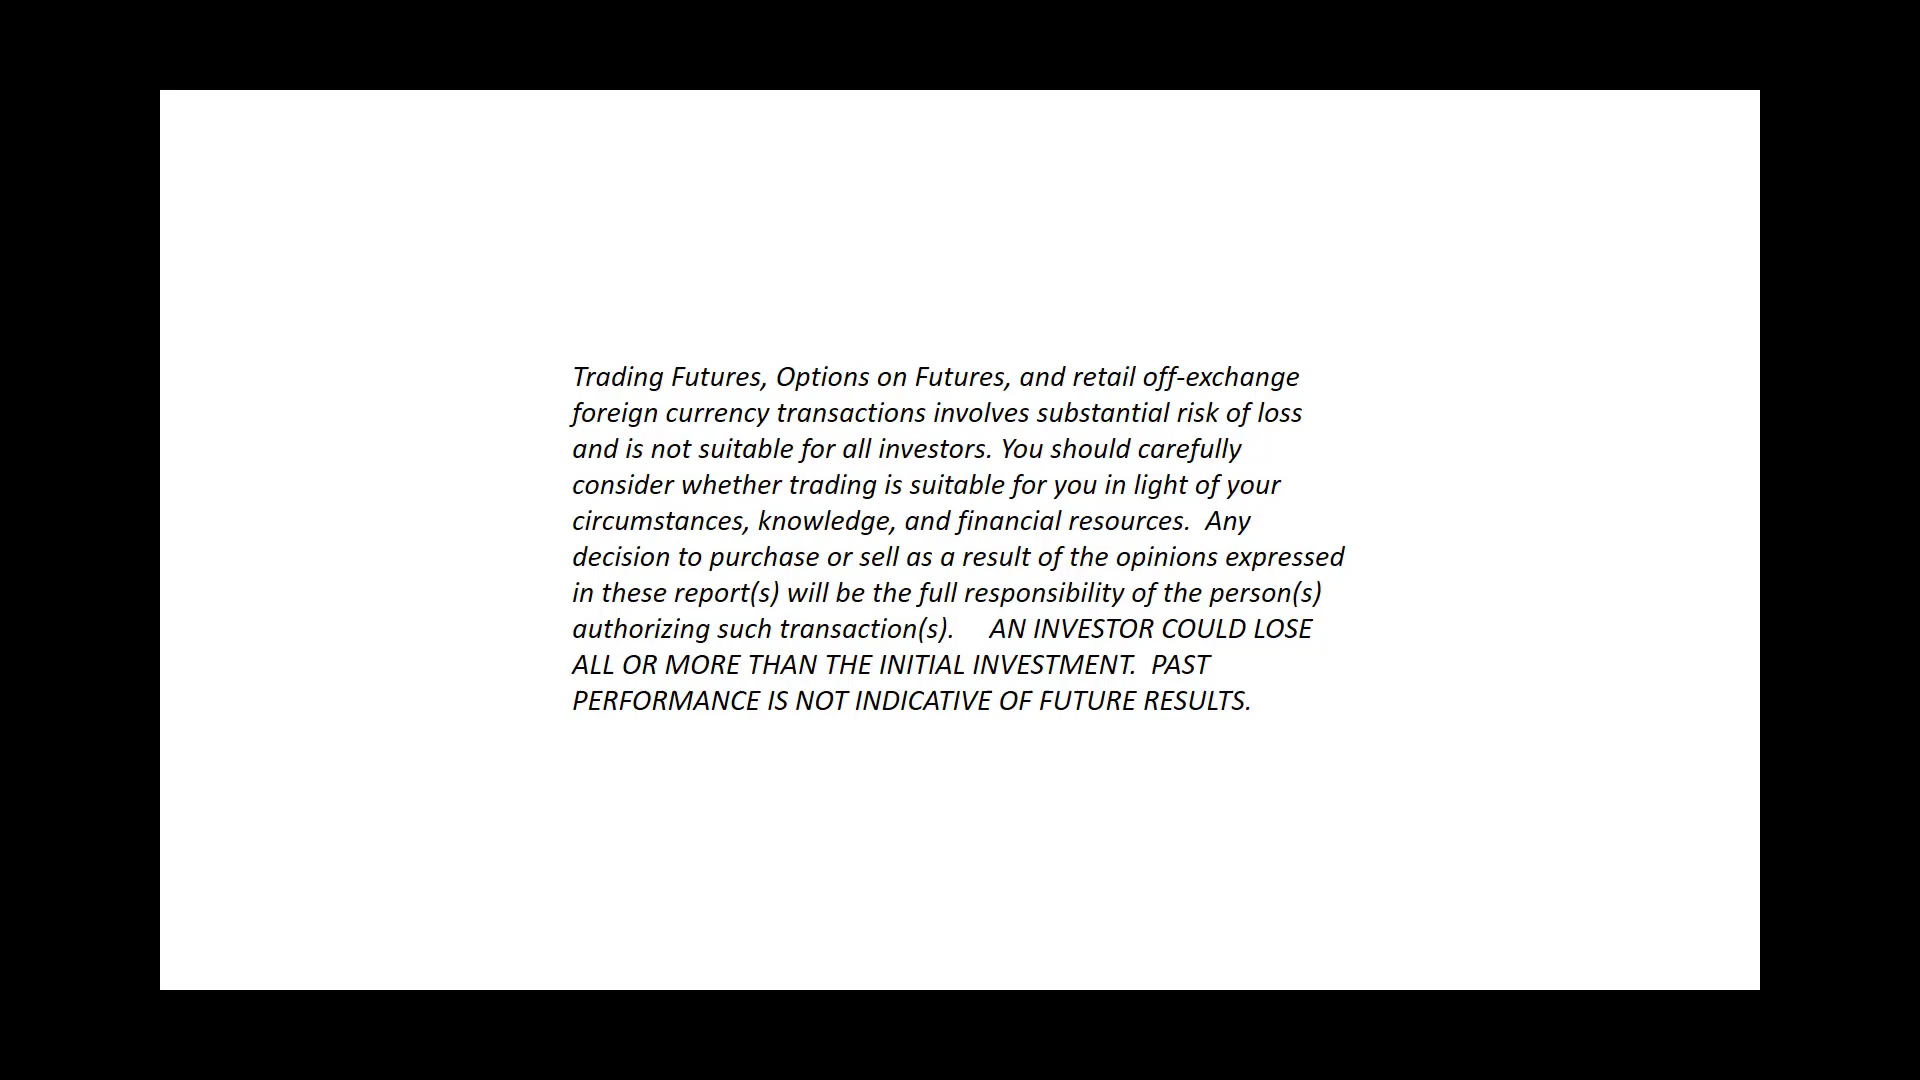 Trading Futures, Options on Futures, and retail off-exchange
foreign currency transactions involves substantial risk of loss
and is not suitable for all investors. You should carefully
consider whether trading is suitable for you in light of your
circumstances, knowledge, and financial resources.  Any
decision to purchase or sell as a result of the opinions expressed
in these report(s) will be the full responsibility of the person(s)
authorizing such transaction(s).     AN INVESTOR COULD LOSE
ALL OR MORE THAN THE INITIAL INVESTMENT.  PAST
PERFORMANCE IS NOT INDICATIVE OF FUTURE RESULTS.